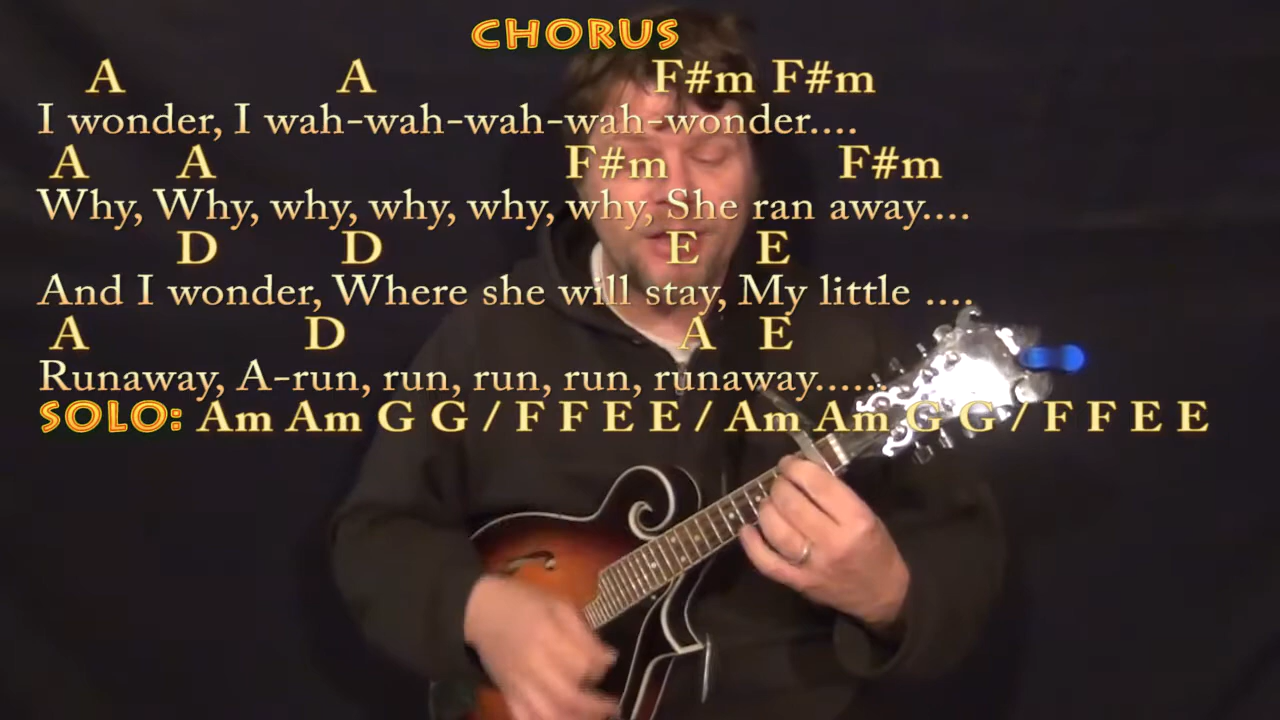 CHORUS
A A F#m F#m
I wonder, I wah-wah-wah-wah-wonder....
A A F#m F#m
Why, Why, why, why, why, why, She ran away....
D D E E
And I wonder, Where she will stay, My little ....
A D A E
Runaway, A-run, run, run, run, runaway......
SOLO: Am Am G G / F F E E / Am Am G G / F F E E